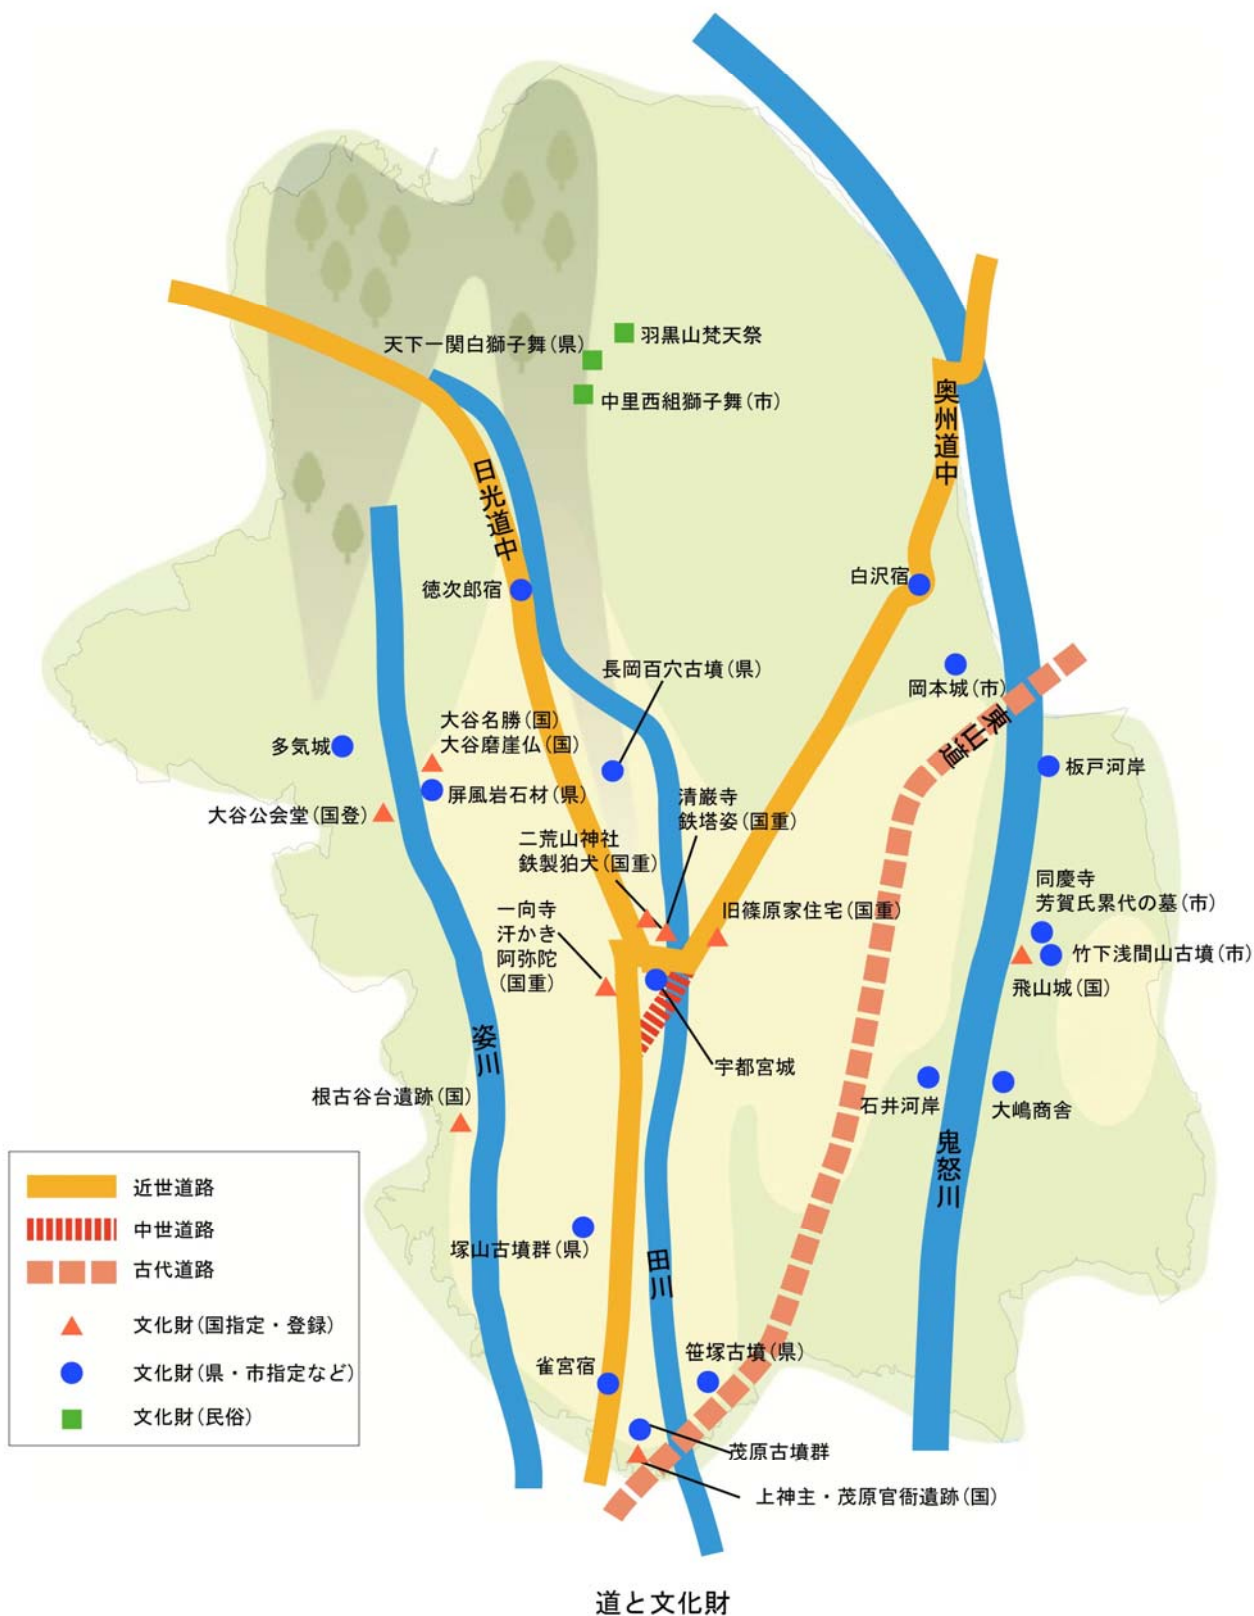 羽黒山梵天祭
天下一関白獅子舞(県)
中里西組獅子舞(市)
奥州道中
日光道中
徳次郎宿
白沢宿
長岡百穴古墳(県)
岡本城(市)
東山道
大谷名勝(国)
大谷磨崖仏(国)
多気城
板戸河岸
屏風岩石材(県)
大谷公会堂(国登)
清巌寺
鉄塔婆(国重)
二荒山神社
鉄製狛犬(国重)
同慶寺
芳賀氏累代の墓(市)
一向寺
汗かき
阿弥陀
(国重)
旧篠原家住宅(国重)
竹下浅間山古墳(市)
飛山城(国)
姿川
宇都宮城
根古谷台遺跡(国)
石井河岸
大嶋商舎
鬼怒川
近世道路
中世道路
古代道路
文化財(国指定・登録)
文化財(県・市指定など)
文化財(民俗)
塚山古墳群(県)
田川
雀宮宿
笹塚古墳(県)
茂原古墳群
上神主・茂原官衙遺跡(国)
道と文化財